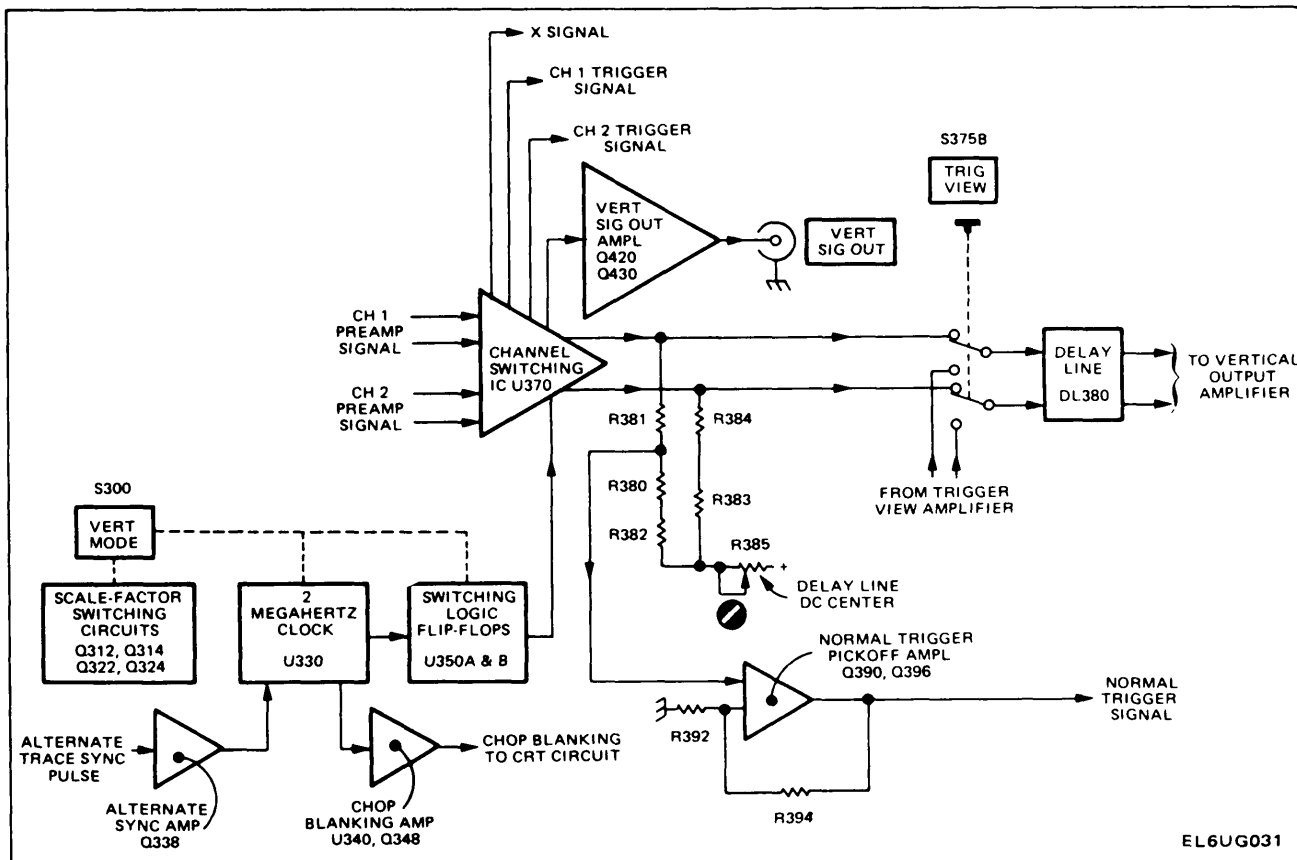 X SIGNAL
CH 1 TRIGGER
SIGNAL
CH 2 TRIGGER
SIGNAL
S375B
TRIG
VIEW
VERT
SIG OUT
AMPL
Q420
Q430
VERT
SIG OUT
CH 1
PREAMP
SIGNAL
CH 2
PREAMP
SIGNAL
CHANNEL
SWITCHING
IC U370
DELAY
LINE
DL380
TO VERTICAL
OUTPUT
AMPLIFIER
R381
R384
R380
R383
R382
R385
+
DELAY LINE
DC CENTER
FROM TRIGGER
VIEW AMPLIFIER
S300
VERT
MODE
SCALE-FACTOR
SWITCHING
CIRCUITS
Q312, Q314
Q322, Q324
2
MEGAHERTZ
CLOCK
U330
SWITCHING
LOGIC
FLIP-FLOPS
U350A & B
NORMAL TRIGGER
PICKOFF AMPL
Q390, Q396
NORMAL
TRIGGER
SIGNAL
R392
R394
ALTERNATE
TRACE SYNC
PULSE
ALTERNATE
SYNC AMP
Q338
CHOP BLANKING
TO CRT CIRCUIT
CHOP
BLANKING AMP
U340, Q348
EL6UG031